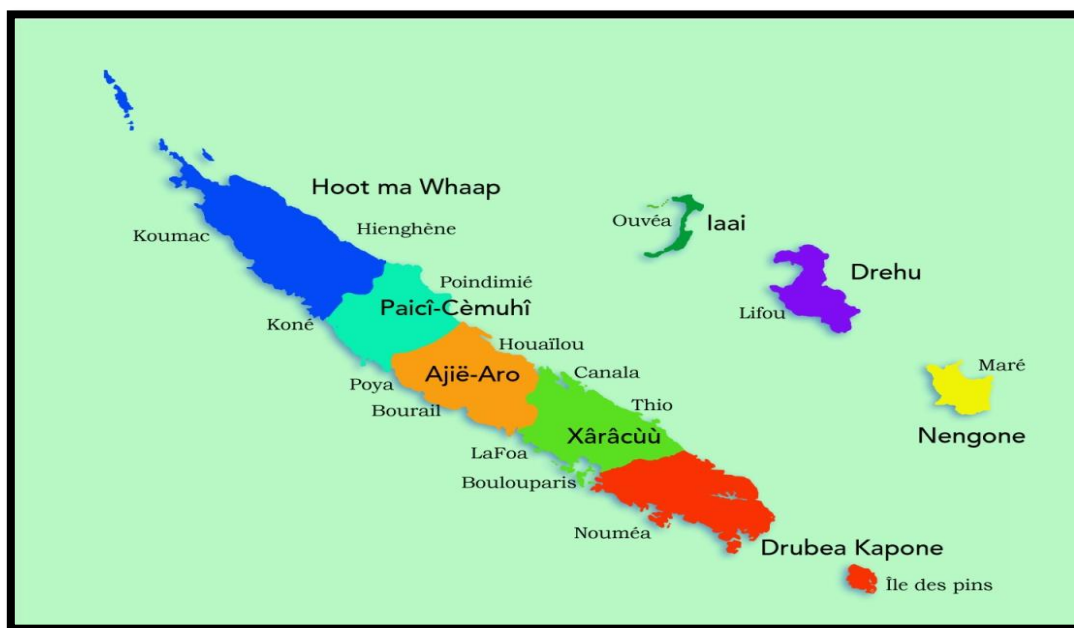 Hoot ma Whaap
Ouvéa
Iaai
Koumac
Hienghène
Drehu
Poindimié
Paicî-Cèmuhî
Lifou
Koné
Houaïlou
Maré
Ajië-Aro
Canala
Poya
Thio
Bourail
Xârâcùù
Nengone
LaFoa
Boulouparis
Nouméa
Drubea Kapone
Île des pins